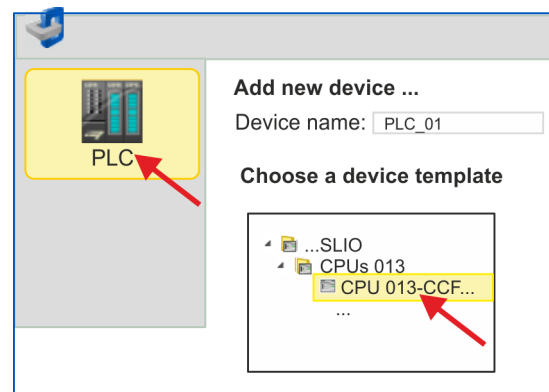 PLC
Add new device ...
Device name: PLC_01
Choose a device template
...SLIO
CPUs 013
CPU 013-CCF...
...